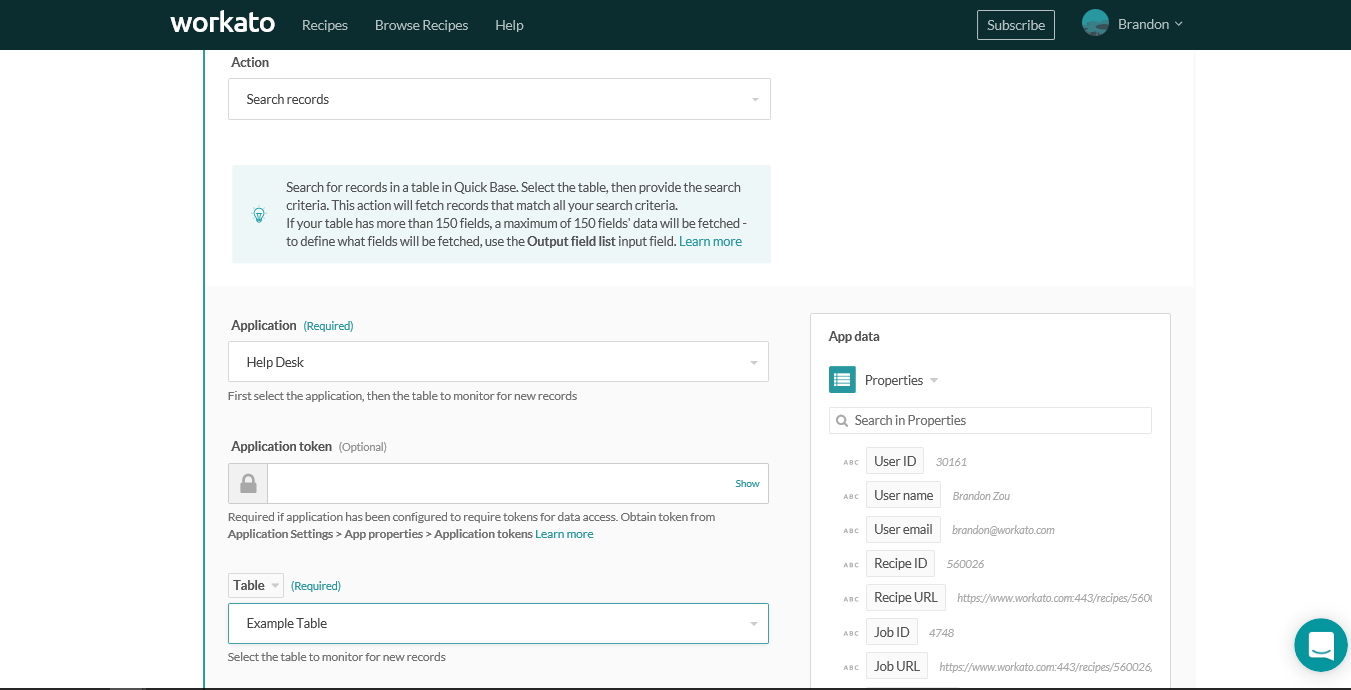 workato
Recipes
Browse Recipes
Help
Subscribe
Brandon
Action
Search records
Search for records in a table in Quick Base. Select the table, then provide the search
criteria. This action will fetch records that match all your search criteria.
If your table has more than 150 fields, a maximum of 150 fields' data will be fetched -
to define what fields will be fetched, use the Output field list input field. Learn more
Application (Required)
Help Desk
First select the application, then the table to monitor for new records
Application token (Optional)
Show
Required if application has been configured to require tokens for data access. Obtain token from
Application Settings > App properties > Application tokens Learn more
Table (Required)
Example Table
Select the table to monitor for new records
App data
Properties
Search in Properties
ABC User ID 30161
ABC User name Brandon Zou
ABC User email brandon@workato.com
ABC Recipe ID 560026
ABC Recipe URL https://www.workato.com:443/recipes/560
ABC Job ID 4748
ABC Job URL https://www.workato.com:443/recipes/560026/